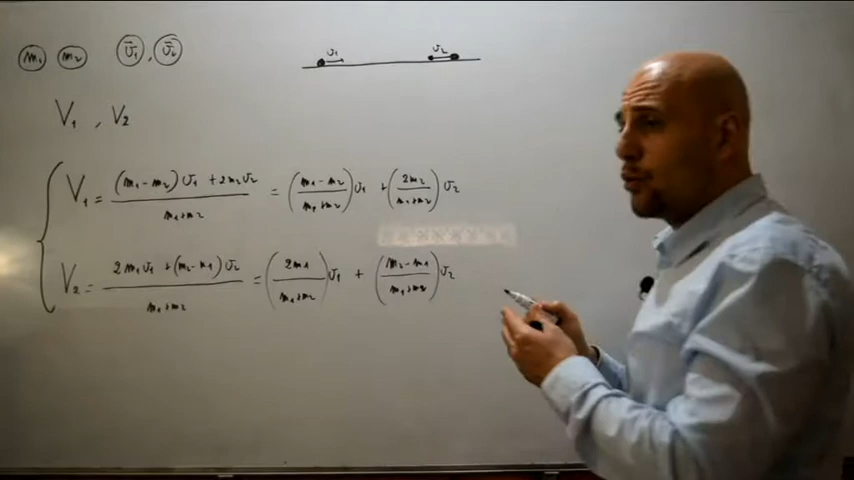 m₁ m₂ v⃗₁ , v⃗₂ v₁ v₂
V₁ , V₂
V₁ = ((m₁-m₂)v₁ + 2m₂v₂)/(m₁+m₂) = ((m₁-m₂)/(m₁+m₂))v₁ + (2m₂/(m₁+m₂))v₂
V₂ = (2m₁v₁ + (m₂-m₁)v₂)/(m₁+m₂) = (2m₁/(m₁+m₂))v₁ + ((m₂-m₁)/(m₁+m₂))v₂